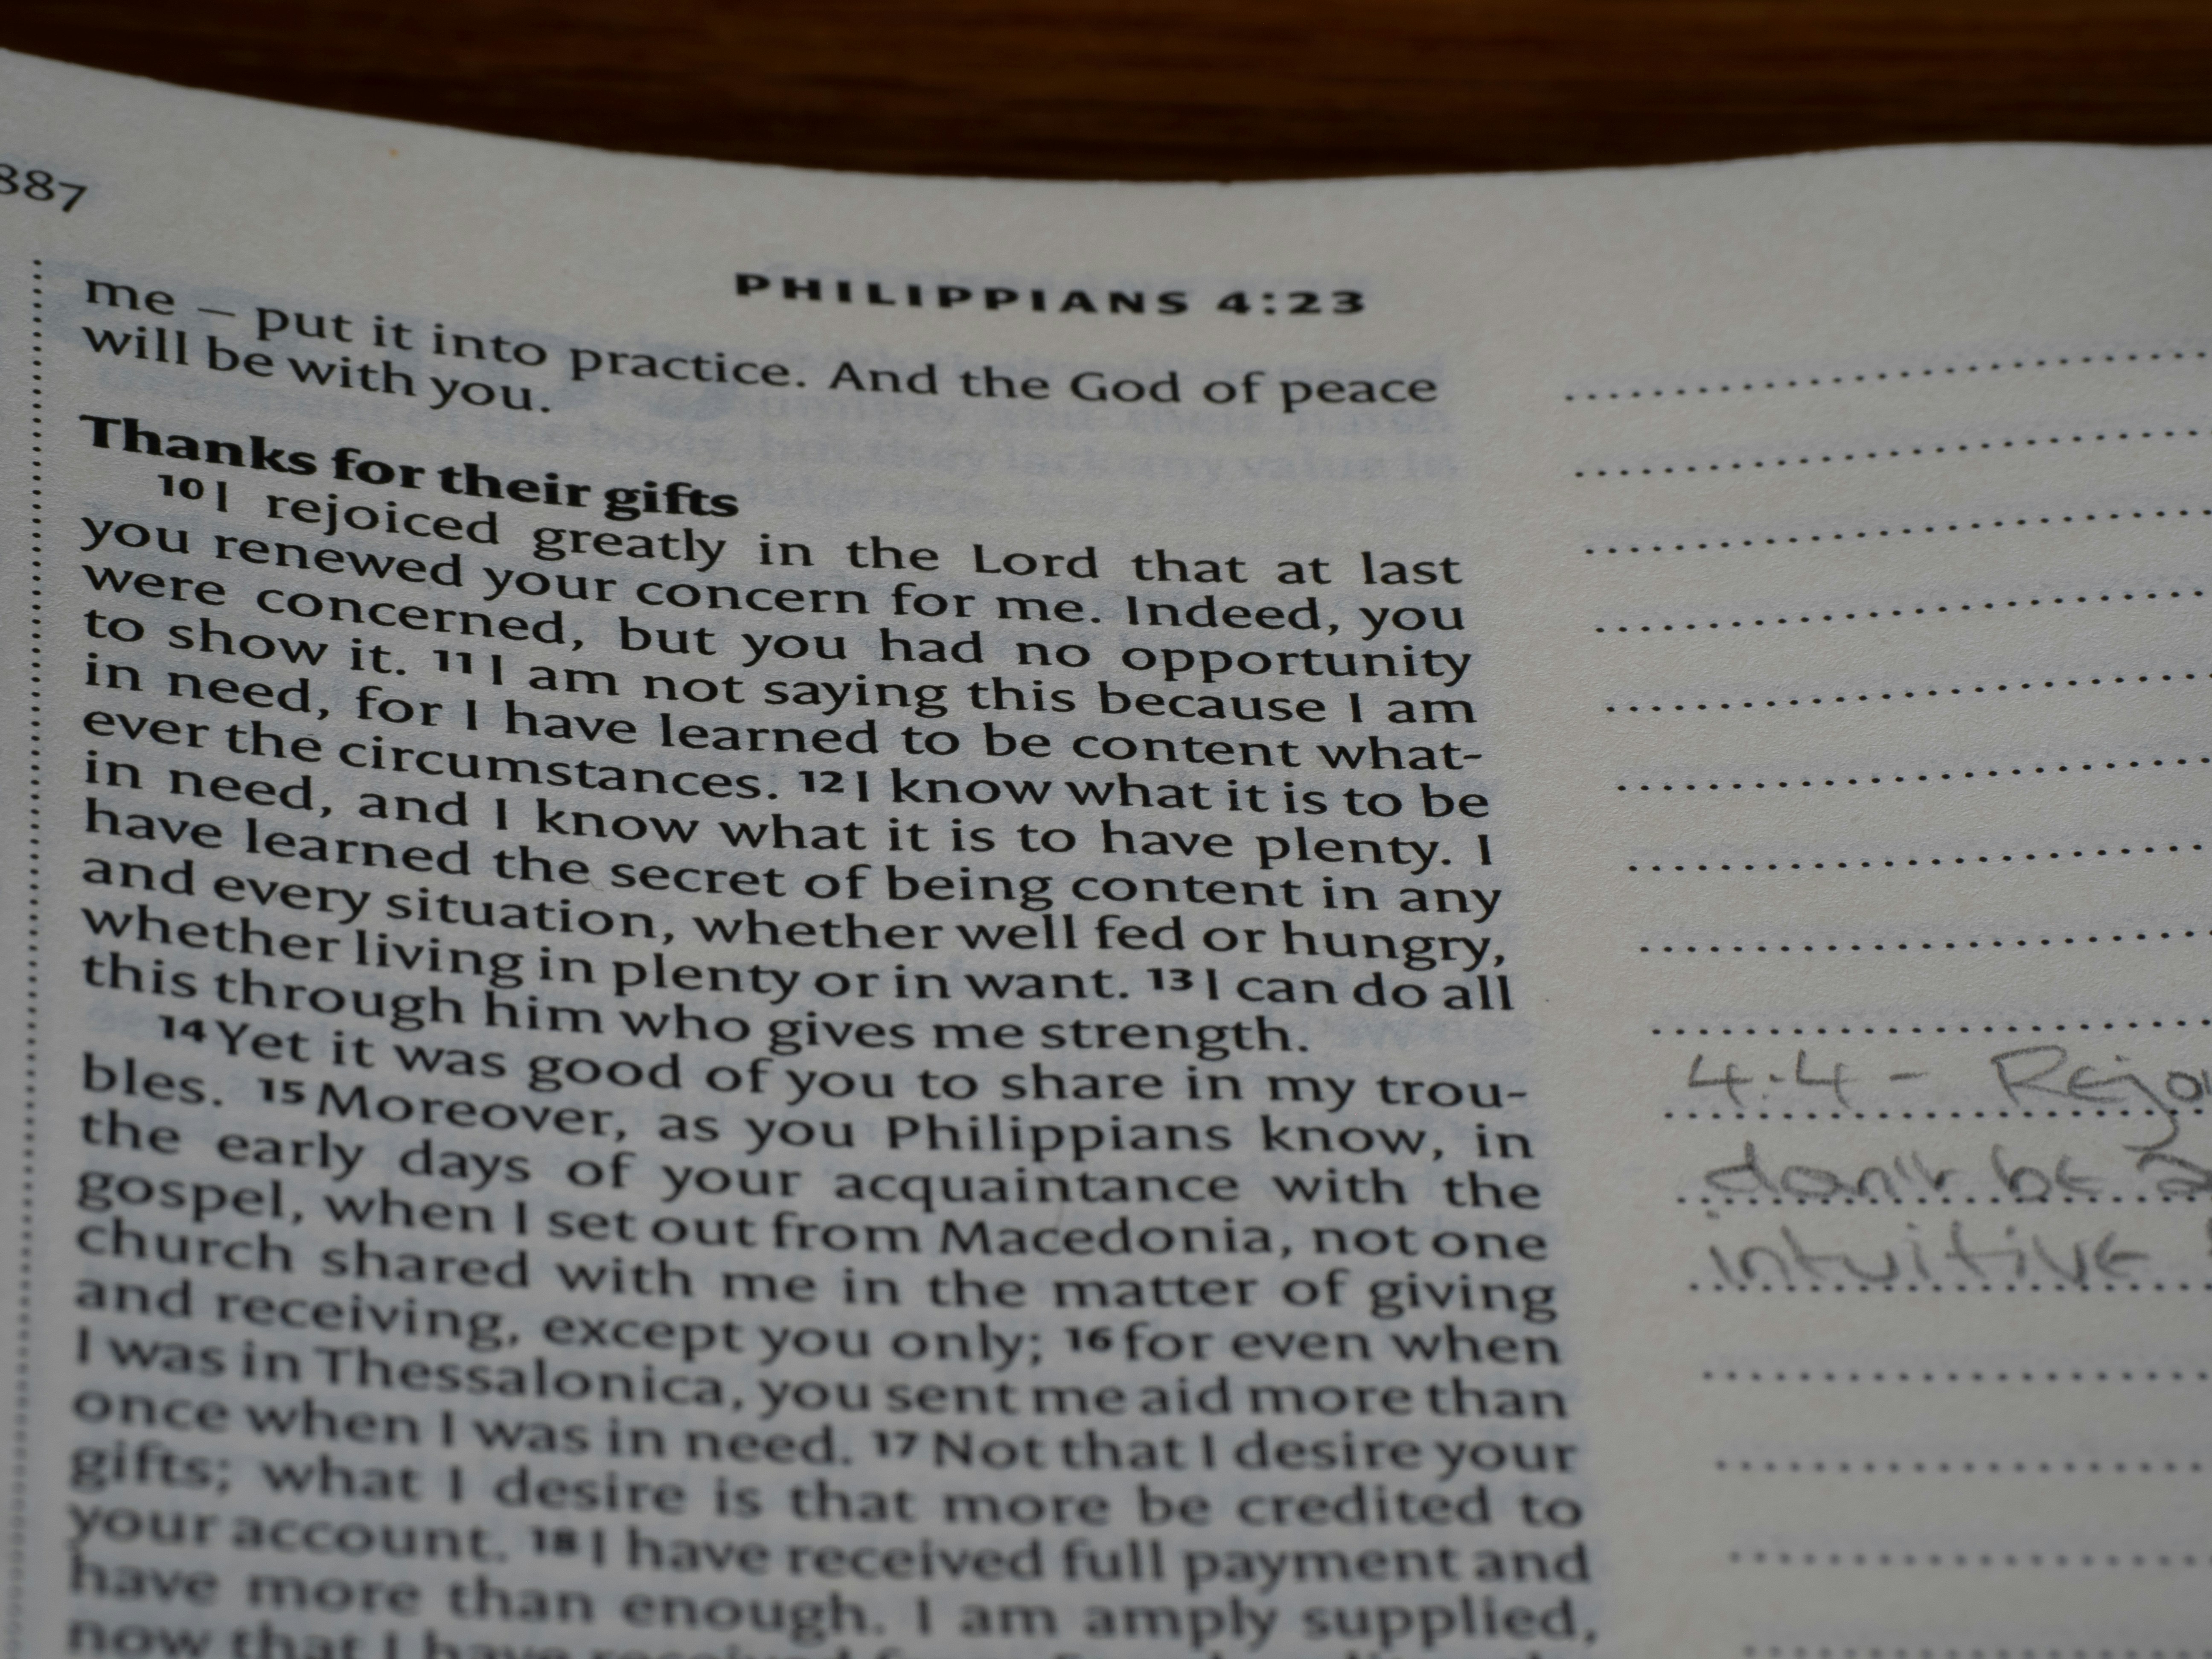 887
PHILIPPIANS 4:23
me – put it into practice. And the God of peace
will be with you.
Thanks for their gifts
10 I rejoiced greatly in the Lord that at last
you renewed your concern for me. Indeed, you
were concerned, but you had no opportunity
to show it. 11 I am not saying this because I am
in need, for I have learned to be content what-
ever the circumstances. 12 I know what it is to be
in need, and I know what it is to have plenty. I
have learned the secret of being content in any
and every situation, whether well fed or hungry,
whether living in plenty or in want. 13 I can do all
this through him who gives me strength.
14 Yet it was good of you to share in my trou-
bles. 15 Moreover, as you Philippians know, in
the early days of your acquaintance with the
gospel, when I set out from Macedonia, not one
church shared with me in the matter of giving
and receiving, except you only; 16 for even when
I was in Thessalonica, you sent me aid more than
once when I was in need. 17 Not that I desire your
gifts; what I desire is that more be credited to
your account. 18 I have received full payment and
have more than enough. I am amply supplied,
now that I have received
4:4 - Rejo
don't be
intuitive